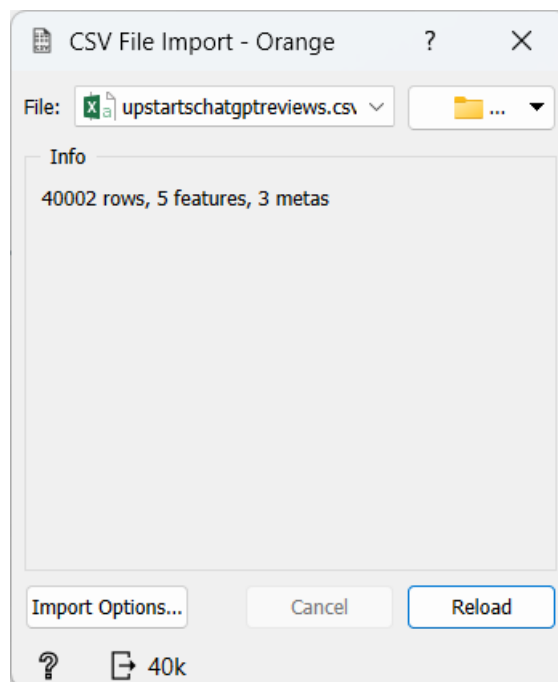 CSV File Import - Orange ? ×
File: upstartschatgptreviews.csv ...
Info
40002 rows, 5 features, 3 metas
Import Options... Cancel Reload
? 40k